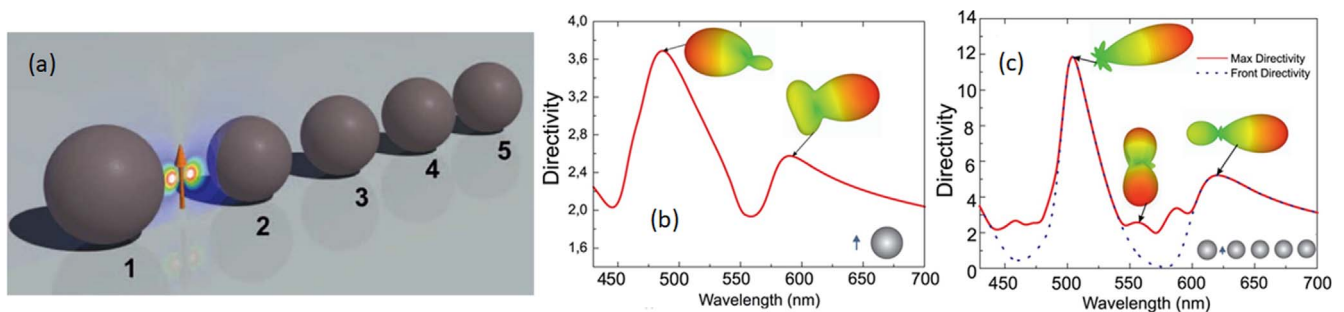 (a)
1
2
3
4
5
4,0
3,6
3,2
2,8
2,4
2,0
1,6
Directivity
(b)
450 500 550 600 650 700
Wavelength (nm)
14
12
10
8
6
4
2
0
Directivity
(c)
Max Directivity
Front Directivity
450 500 550 600 650 700
Wavelength (nm)